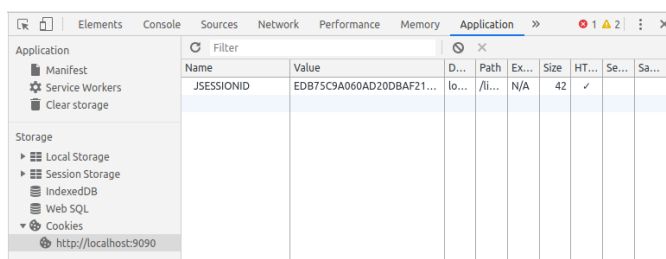 Elements Console Sources Network Performance Memory Application » 1 2
Application
Manifest
Service Workers
Clear storage
Storage
Local Storage
Session Storage
IndexedDB
Web SQL
Cookies
http://localhost:9090
Filter
Name Value D... Path Ex... Size HT... Se... Sa...
JSESSIONID EDB75C9A060AD20DBAF21... lo... /li... N/A 42 ✓